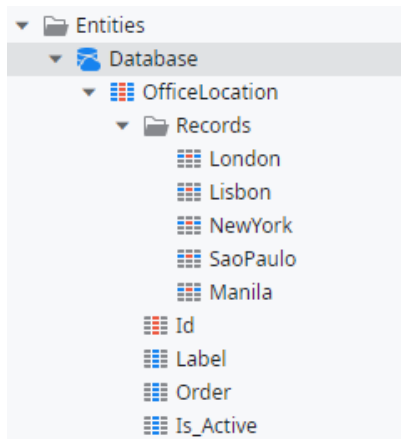 Entities
Database
OfficeLocation
Records
London
Lisbon
NewYork
SaoPaulo
Manila
Id
Label
Order
Is_Active